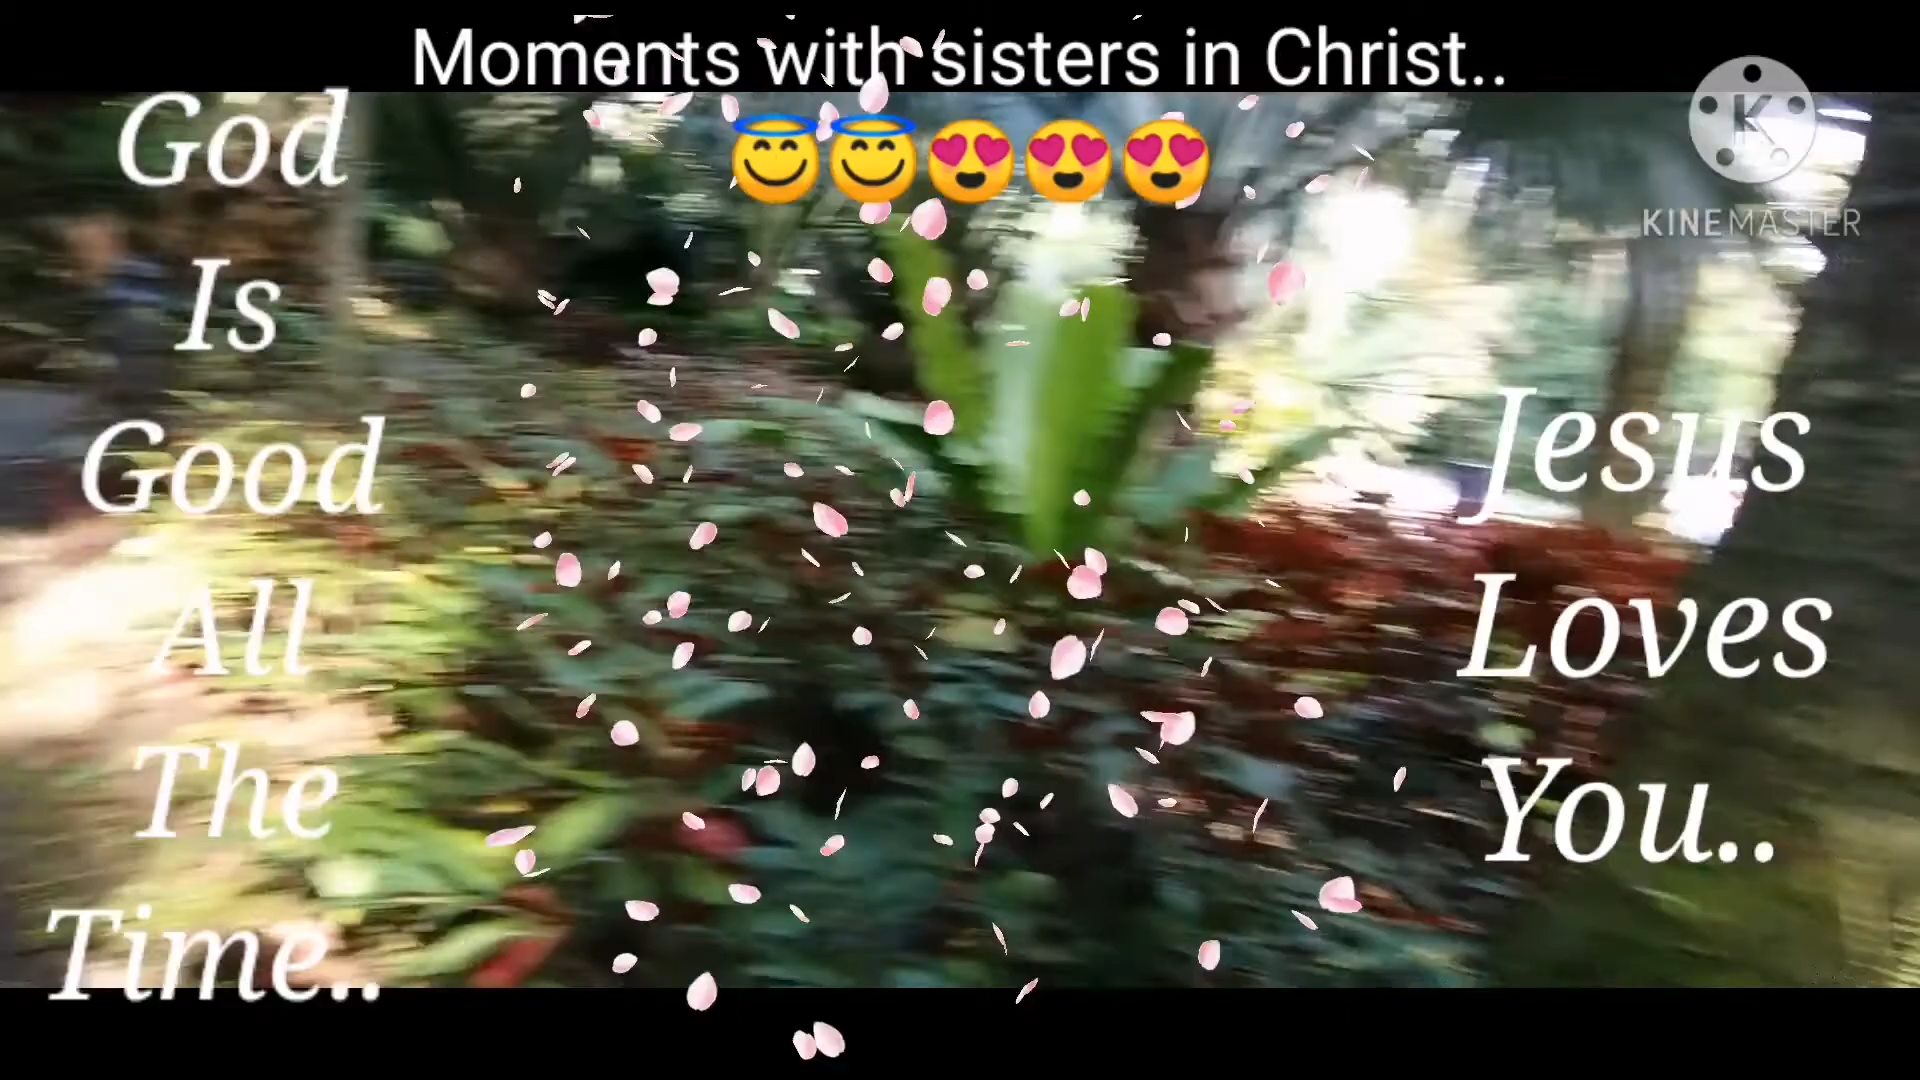 Moments with sisters in Christ..
😇😇😍😍😍
KINEMASTER
God
Is
Good
All
The
Time..
Jesus
Loves
You..